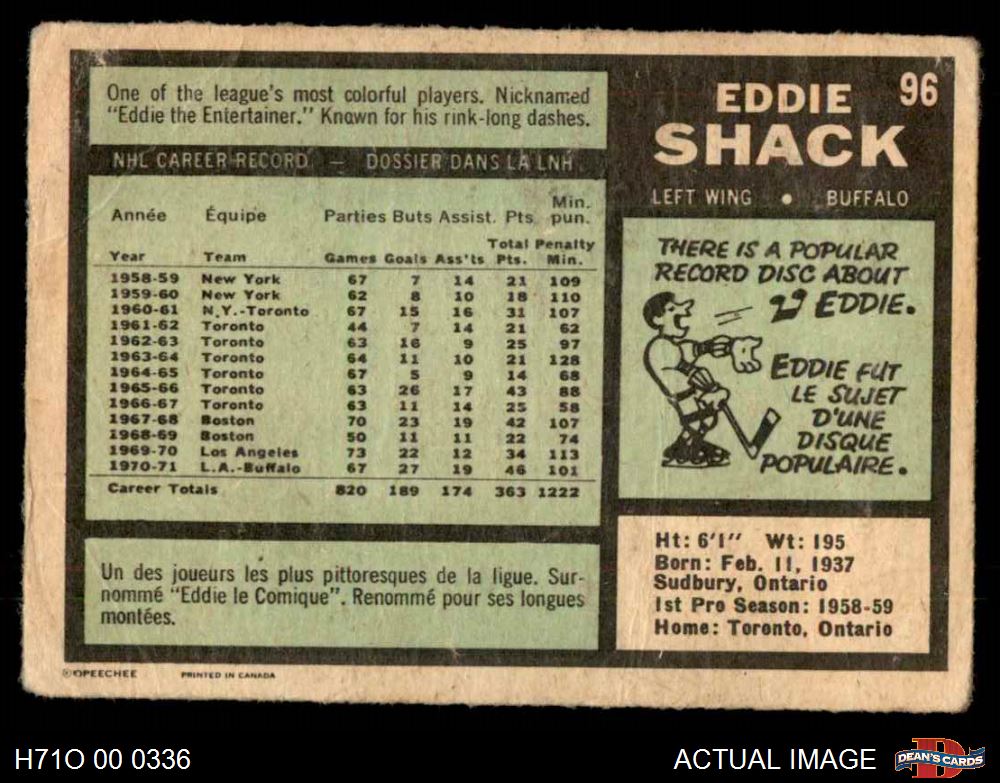 One of the league's most colorful players. Nicknamed
"Eddie the Entertainer." Known for his rink-long dashes.
NHL CAREER RECORD — DOSSIER DANS LA LNH
Année Équipe Parties Buts Assist. Pts. Min. pun.
Year Team Games Goals Ass'ts Total Pts. Penalty Min.
1958-59 New York 67 7 14 21 109
1959-60 New York 62 8 10 18 110
1960-61 N.Y.-Toronto 67 15 16 31 107
1961-62 Toronto 44 7 14 21 62
1962-63 Toronto 63 16 9 25 97
1963-64 Toronto 64 11 10 21 128
1964-65 Toronto 67 5 9 14 68
1965-66 Toronto 63 26 17 43 88
1966-67 Toronto 63 11 14 25 58
1967-68 Boston 70 23 19 42 107
1968-69 Boston 50 11 11 22 74
1969-70 Los Angeles 73 22 12 34 113
1970-71 L.A.-Buffalo 67 27 19 46 101
Career Totals 820 189 174 363 1222
Un des joueurs les plus pittoresques de la ligue. Sur-
nommé "Eddie le Comique". Renommé pour ses longues
montées.
EDDIE 96
SHACK
LEFT WING • BUFFALO
THERE IS A POPULAR
RECORD DISC ABOUT
EDDIE.
EDDIE FUT
LE SUJET
D'UNE
DISQUE
POPULAIRE.
Ht: 6'1" Wt: 195
Born: Feb. 11, 1937
Sudbury, Ontario
1st Pro Season: 1958-59
Home: Toronto, Ontario
©OPEECHEE PRINTED IN CANADA
H71O 00 0336
ACTUAL IMAGE
DEAN'S CARDS